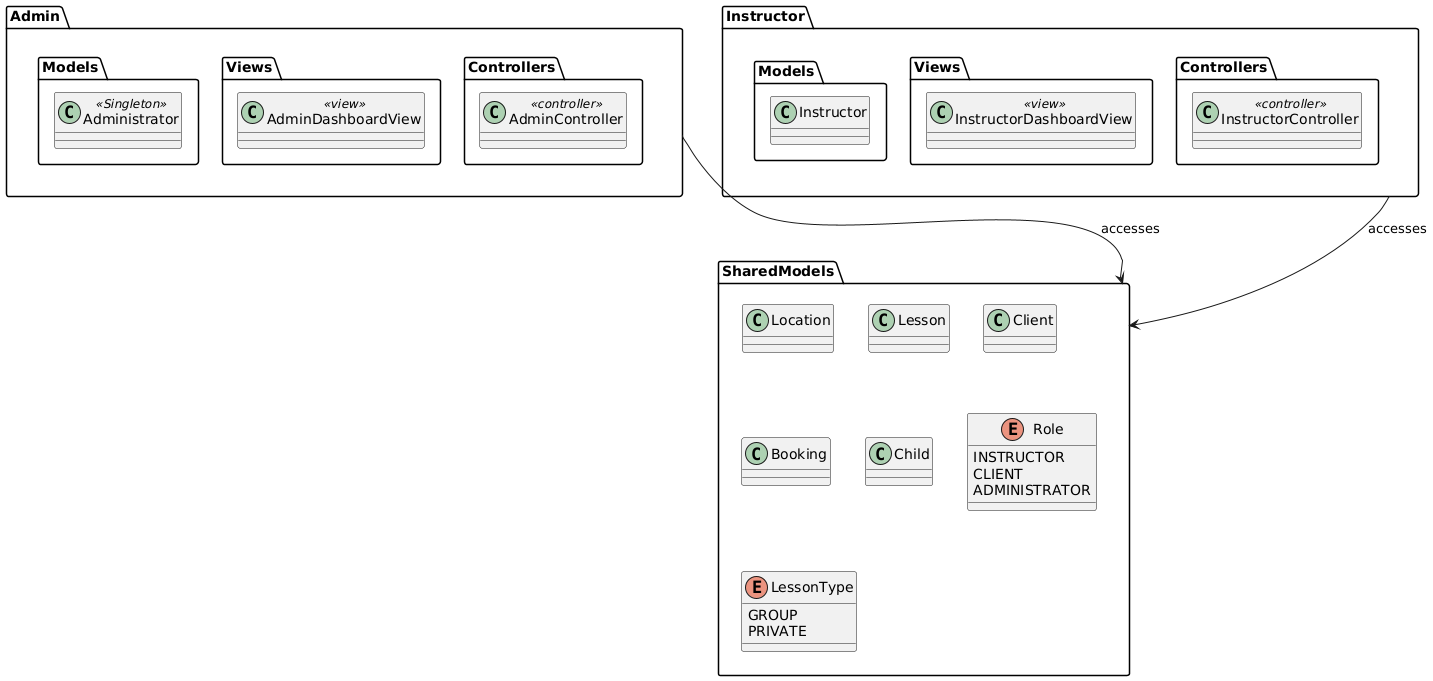 Admin
Models
C
«Singleton»
Administrator
Views
C
«view»
AdminDashboardView
Controllers
C
«controller»
AdminController
Instructor
Models
C
Instructor
Views
C
«view»
InstructorDashboardView
Controllers
C
«controller»
InstructorController
accesses
accesses
SharedModels
C
Location
C
Lesson
C
Client
C
Booking
C
Child
E
Role
INSTRUCTOR
CLIENT
ADMINISTRATOR
E
LessonType
GROUP
PRIVATE